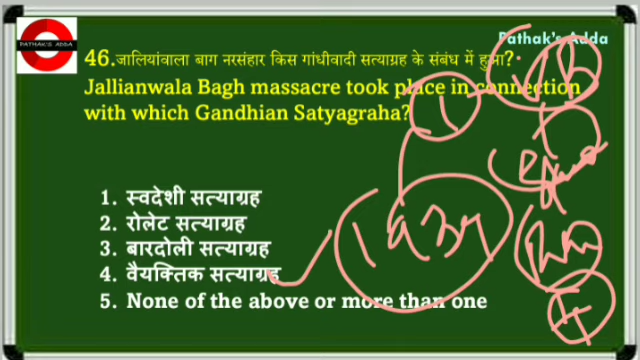 Pathak's Adda
PATHAK'S ADDA
46.जालियांवाला बाग नरसंहार किस गांधीवादी सत्याग्रह के संबंध में हुआ?
Jallianwala Bagh massacre took place in connection
with which Gandhian Satyagraha?
1. स्वदेशी सत्याग्रह
2. रोलेट सत्याग्रह
3. बारदोली सत्याग्रह
4. वैयक्तिक सत्याग्रह
5. None of the above or more than one